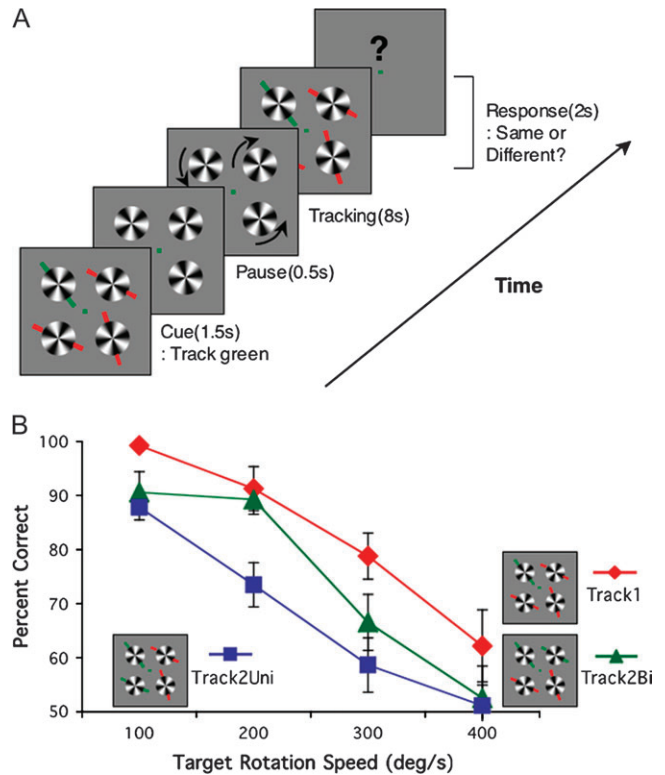 A
?
Response(2s)
: Same or
Different?
Tracking(8s)
Pause(0.5s)
Time
Cue(1.5s)
: Track green
B
100
90
80
70
60
50
Percent Correct
Track1
Track2Uni
Track2Bi
100 200 300 400
Target Rotation Speed (deg/s)